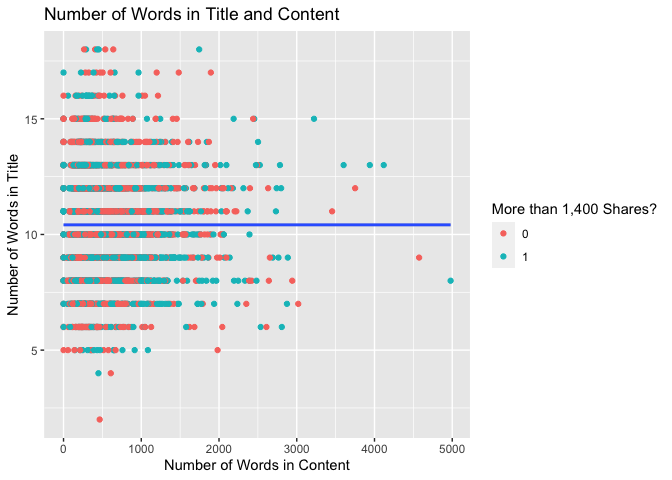 Number of Words in Title and Content
Number of Words in Title
15
10
5
0 1000 2000 3000 4000 5000
Number of Words in Content
More than 1,400 Shares?
0
1